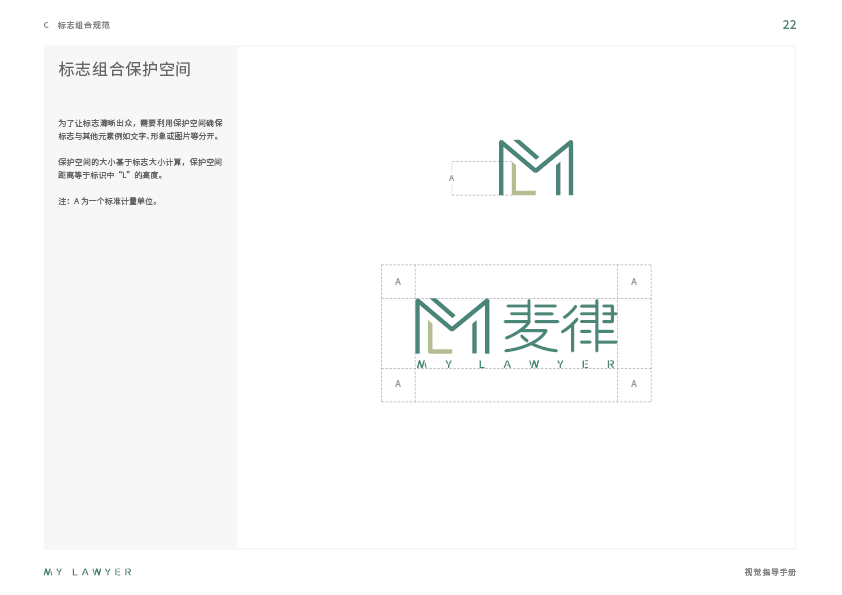 C 标志组合规范
22
标志组合保护空间
为了让标志清晰出众，需要利用保护空间确保
标志与其他元素例如文字、形象或图片等分开。
保护空间的大小基于标志大小计算，保护空间
距离等于标识中“L”的高度。
注：A 为一个标准计量单位。
A
A
A
麦律
MY LAWYER
A
A
MY LAWYER
视觉指导手册